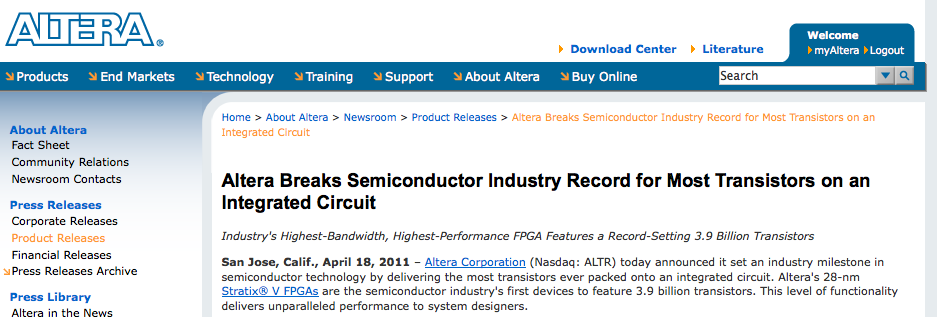 ALTERA®
Welcome
myAltera Logout
Download Center Literature
Products End Markets Technology Training Support About Altera Buy Online Search
Home > About Altera > Newsroom > Product Releases > Altera Breaks Semiconductor Industry Record for Most Transistors on an
Integrated Circuit
About Altera
Fact Sheet
Community Relations
Newsroom Contacts
Press Releases
Corporate Releases
Product Releases
Financial Releases
Press Releases Archive
Press Library
Altera in the News
Altera Breaks Semiconductor Industry Record for Most Transistors on an
Integrated Circuit
Industry's Highest-Bandwidth, Highest-Performance FPGA Features a Record-Setting 3.9 Billion Transistors
San Jose, Calif., April 18, 2011 – Altera Corporation (Nasdaq: ALTR) today announced it set an industry milestone in
semiconductor technology by delivering the most transistors ever packed onto an integrated circuit. Altera's 28-nm
Stratix® V FPGAs are the semiconductor industry's first devices to feature 3.9 billion transistors. This level of functionality
delivers unparalleled performance to system designers.